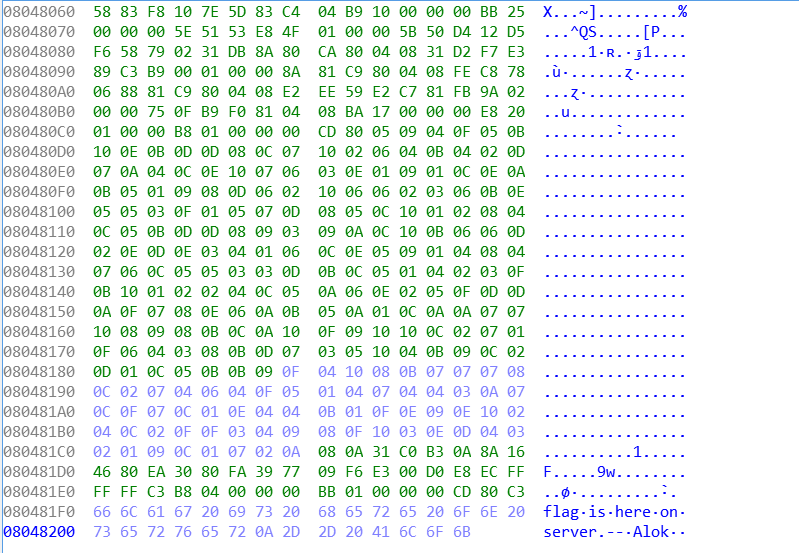 08048060 58 83 F8 10 7E 5D 83 C4 04 B9 10 00 00 00 BB 25 X...~].........%
08048070 00 00 00 5E 51 53 E8 4F 01 00 00 5B 50 D4 12 D5 ...^QS.....[P...
08048080 F6 58 79 02 31 DB 8A 80 CA 80 04 08 31 D2 F7 E3
08048090 89 C3 B9 00 01 00 00 8A 81 C9 80 04 08 FE C8 78
080480A0 06 88 81 C9 80 04 08 E2 EE 59 E2 C7 81 FB 9A 02
080480B0 00 00 75 0F B9 F0 81 04 08 BA 17 00 00 00 E8 20 ..u.............
080480C0 01 00 00 B8 01 00 00 00 CD 80 05 09 04 0F 05 0B
080480D0 10 0E 0B 0D 0D 08 0C 07 10 02 06 04 0B 04 02 0D ................
080480E0 07 0A 04 0C 0E 10 07 06 03 0E 01 09 01 0C 0E 0A ................
080480F0 0B 05 01 09 08 0D 06 02 10 06 06 02 03 06 0B 0E ................
08048100 05 05 03 0F 01 05 07 0D 08 05 0C 10 01 02 08 04 ................
08048110 0C 05 0B 0D 0D 08 09 03 09 0A 0C 10 0B 06 06 0D ................
08048120 02 0E 0D 0E 03 04 01 06 0C 0E 05 09 01 04 08 04 ................
08048130 07 06 0C 05 05 03 03 0D 0B 0C 05 01 04 02 03 0F ................
08048140 0B 10 01 02 02 04 0C 05 0A 06 0E 02 05 0F 0D 0D ................
08048150 0A 0F 07 08 0E 06 0A 0B 05 0A 01 0C 0A 0A 07 07 ................
08048160 10 08 09 08 0B 0C 0A 10 0F 09 10 10 0C 02 07 01 ................
08048170 0F 06 04 03 08 0B 0D 07 03 05 10 04 0B 09 0C 02 ................
08048180 0D 01 0C 05 0B 0B 09 0F 04 10 08 0B 07 07 07 08 ................
08048190 0C 02 07 04 06 04 0F 05 01 04 07 04 04 03 0A 07 ................
080481A0 0C 0F 07 0C 01 0E 04 04 0B 01 0F 0E 09 0E 10 02 ................
080481B0 04 0C 02 0F 0F 03 04 09 08 0F 10 03 0E 0D 04 03 ................
080481C0 02 01 09 0C 01 07 02 0A 08 0A 31 C0 B3 0A 8A 16 ..........1.....
080481D0 46 80 EA 30 80 FA 39 77 09 F6 E3 00 D0 E8 EC FF F.....9w........
080481E0 FF FF C3 B8 04 00 00 00 BB 01 00 00 00 CD 80 C3
080481F0 66 6C 61 67 20 69 73 20 68 65 72 65 20 6F 6E 20 flag·is·here·on·
08048200 73 65 72 76 65 72 0A 2D 2D 20 41 6C 6F 6B server.--·Alok··